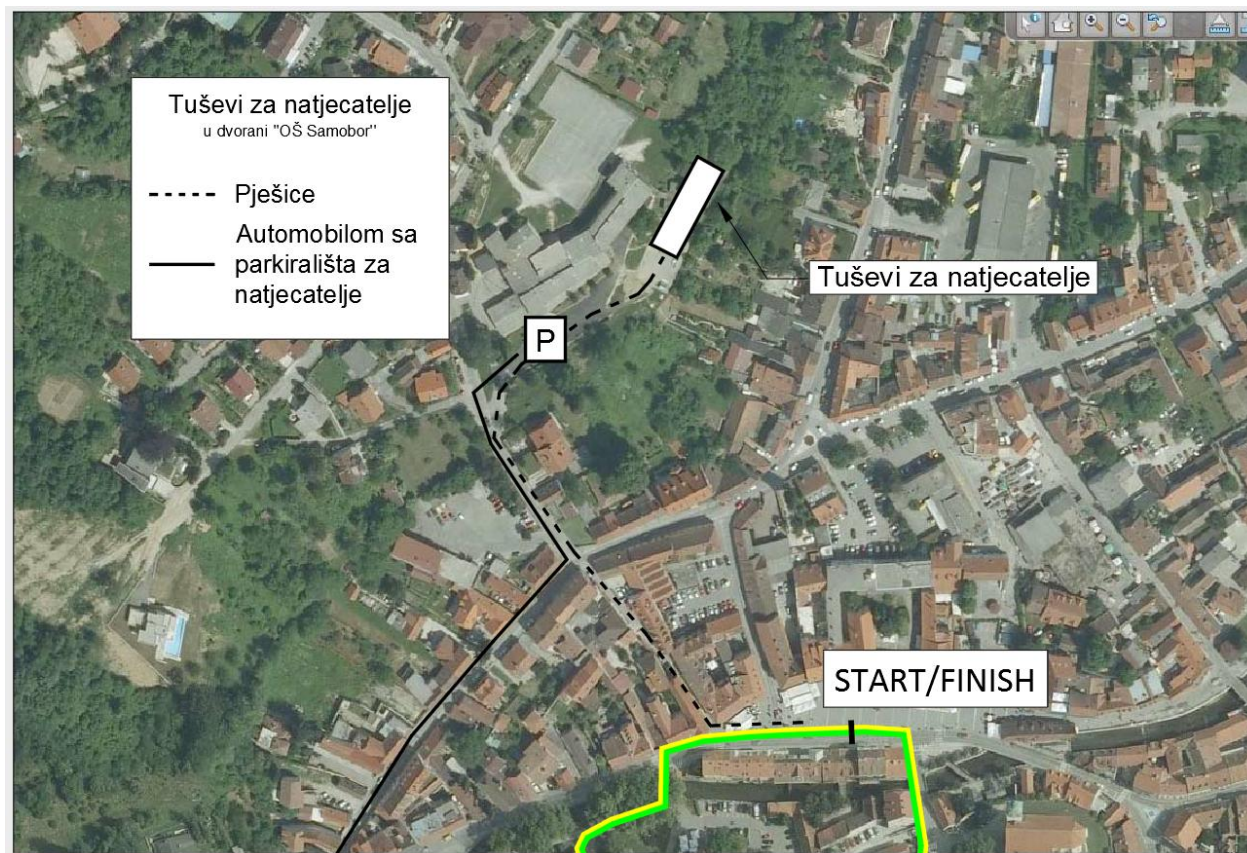 Tuševi za natjecatelje
u dvorani "OŠ Samobor"
Pješice
Automobilom sa
parkirališta za
natjecatelje
Tuševi za natjecatelje
P
START/FINISH